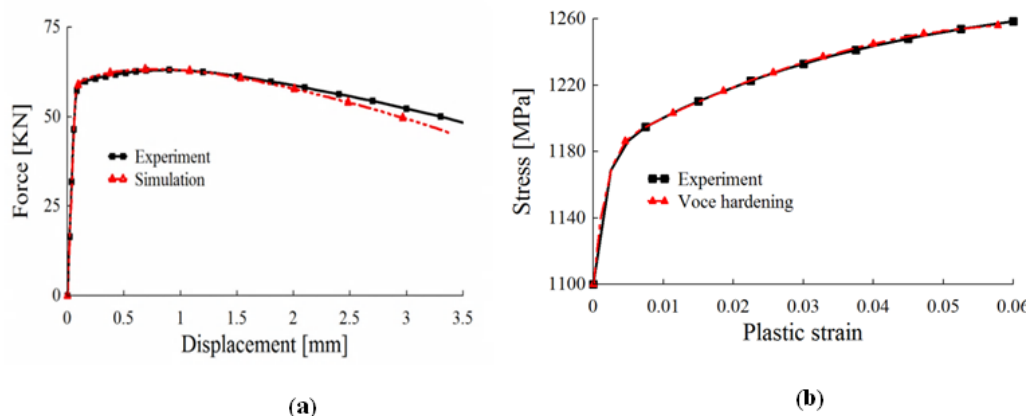 Force [KN]
75
50
25
0
Experiment
Simulation
0 0.5 1 1.5 2 2.5 3 3.5
Displacement [mm]
(a)
Stress [MPa]
1260
1220
1180
1140
1100
Experiment
Voce hardening
0 0.01 0.02 0.03 0.04 0.05 0.06
Plastic strain
(b)